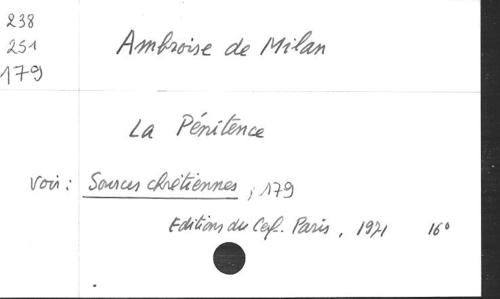 238
251
179
Ambroise de Milan
La Pénitence
Voir : Sources chrétiennes, 179
Editions du Cerf. Paris, 1971 16°